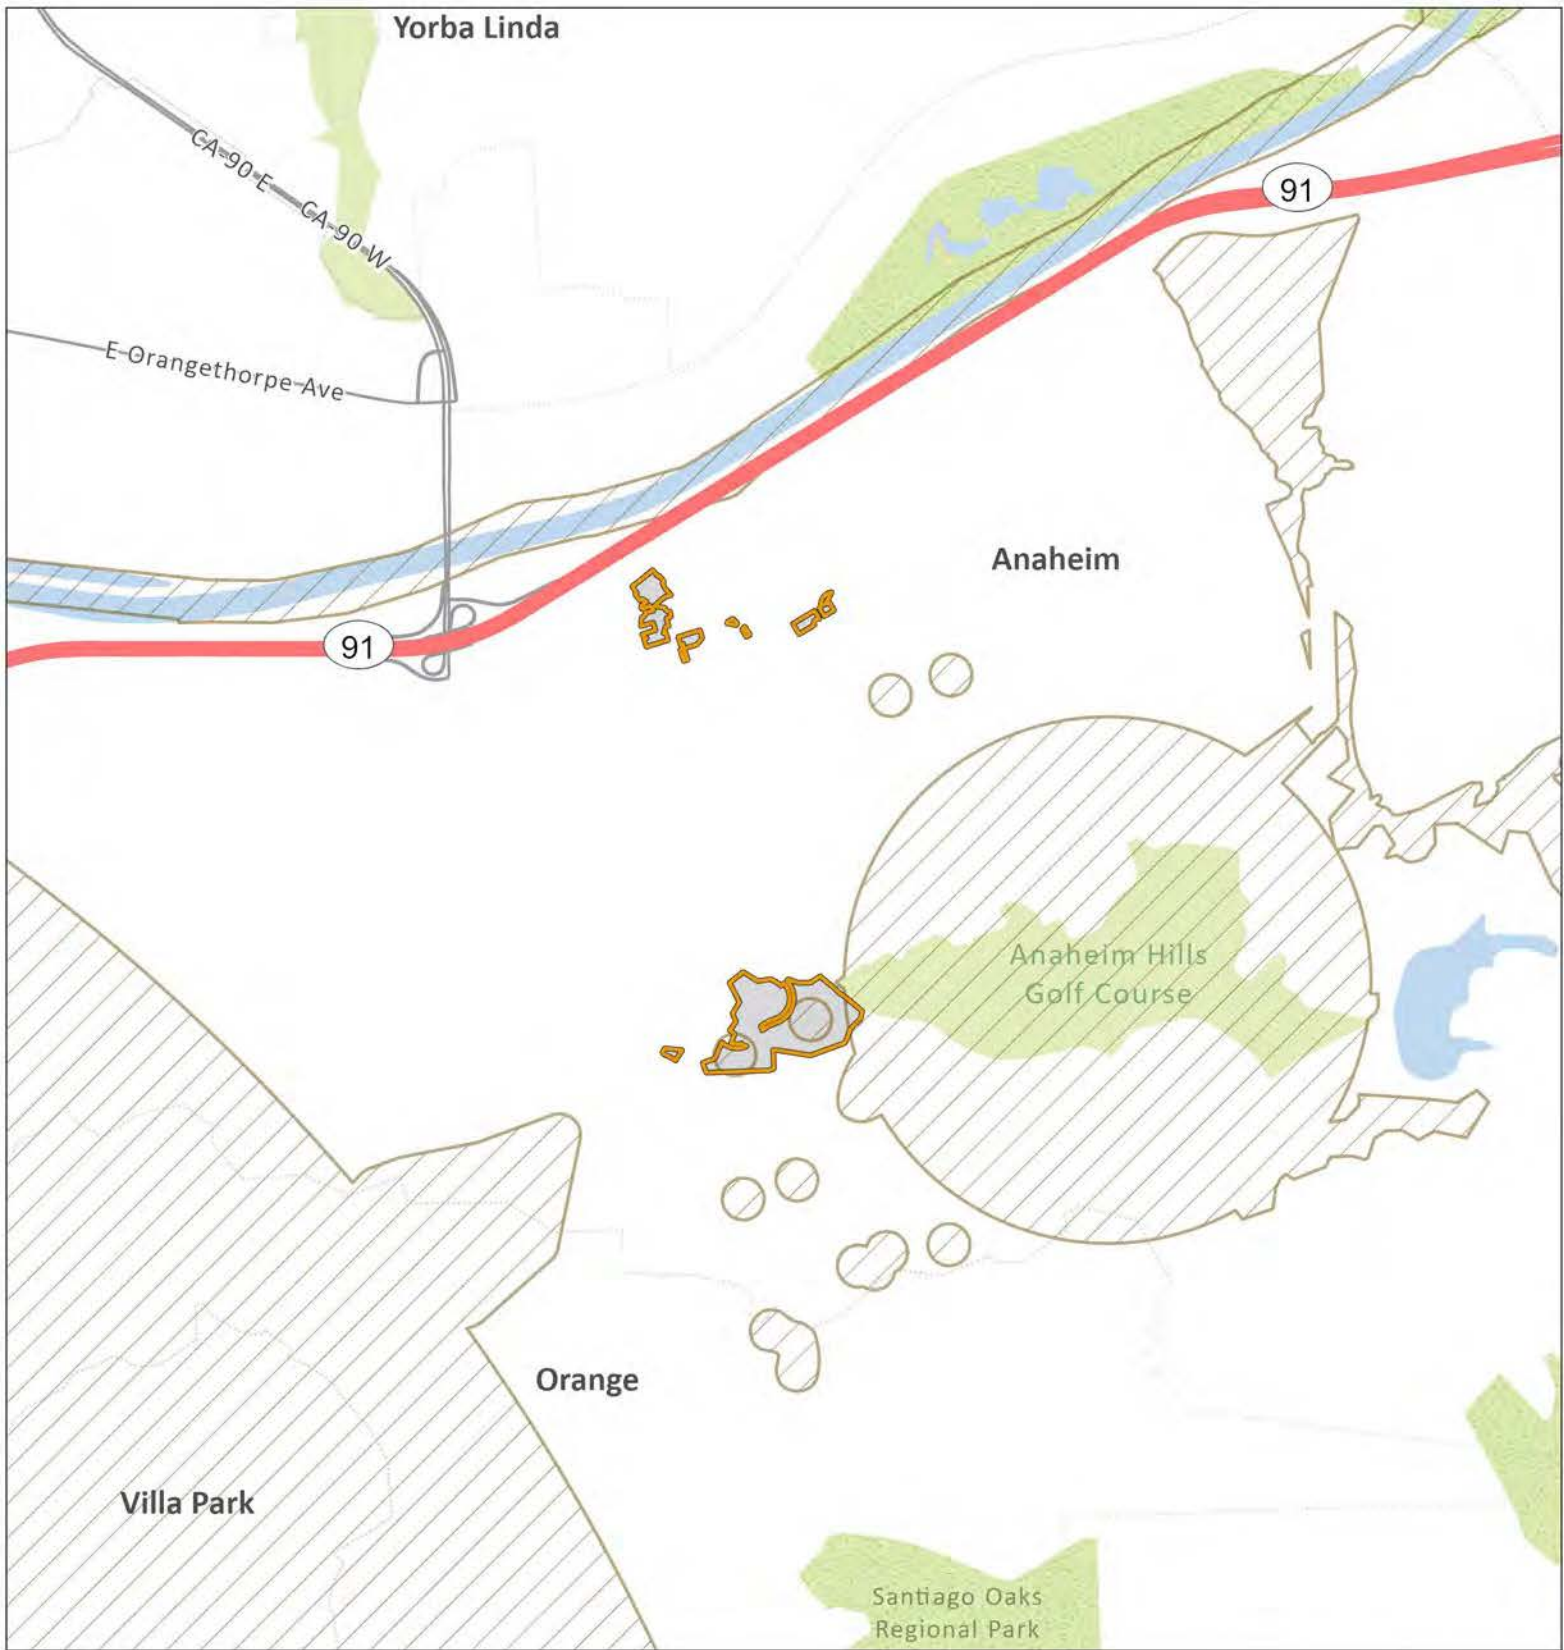 Yorba Linda
CA-90 E
CA-90 W
91
E Orangethorpe Ave
Anaheim
91
Anaheim Hills
Golf Course
Orange
Villa Park
Santiago Oaks
Regional Park